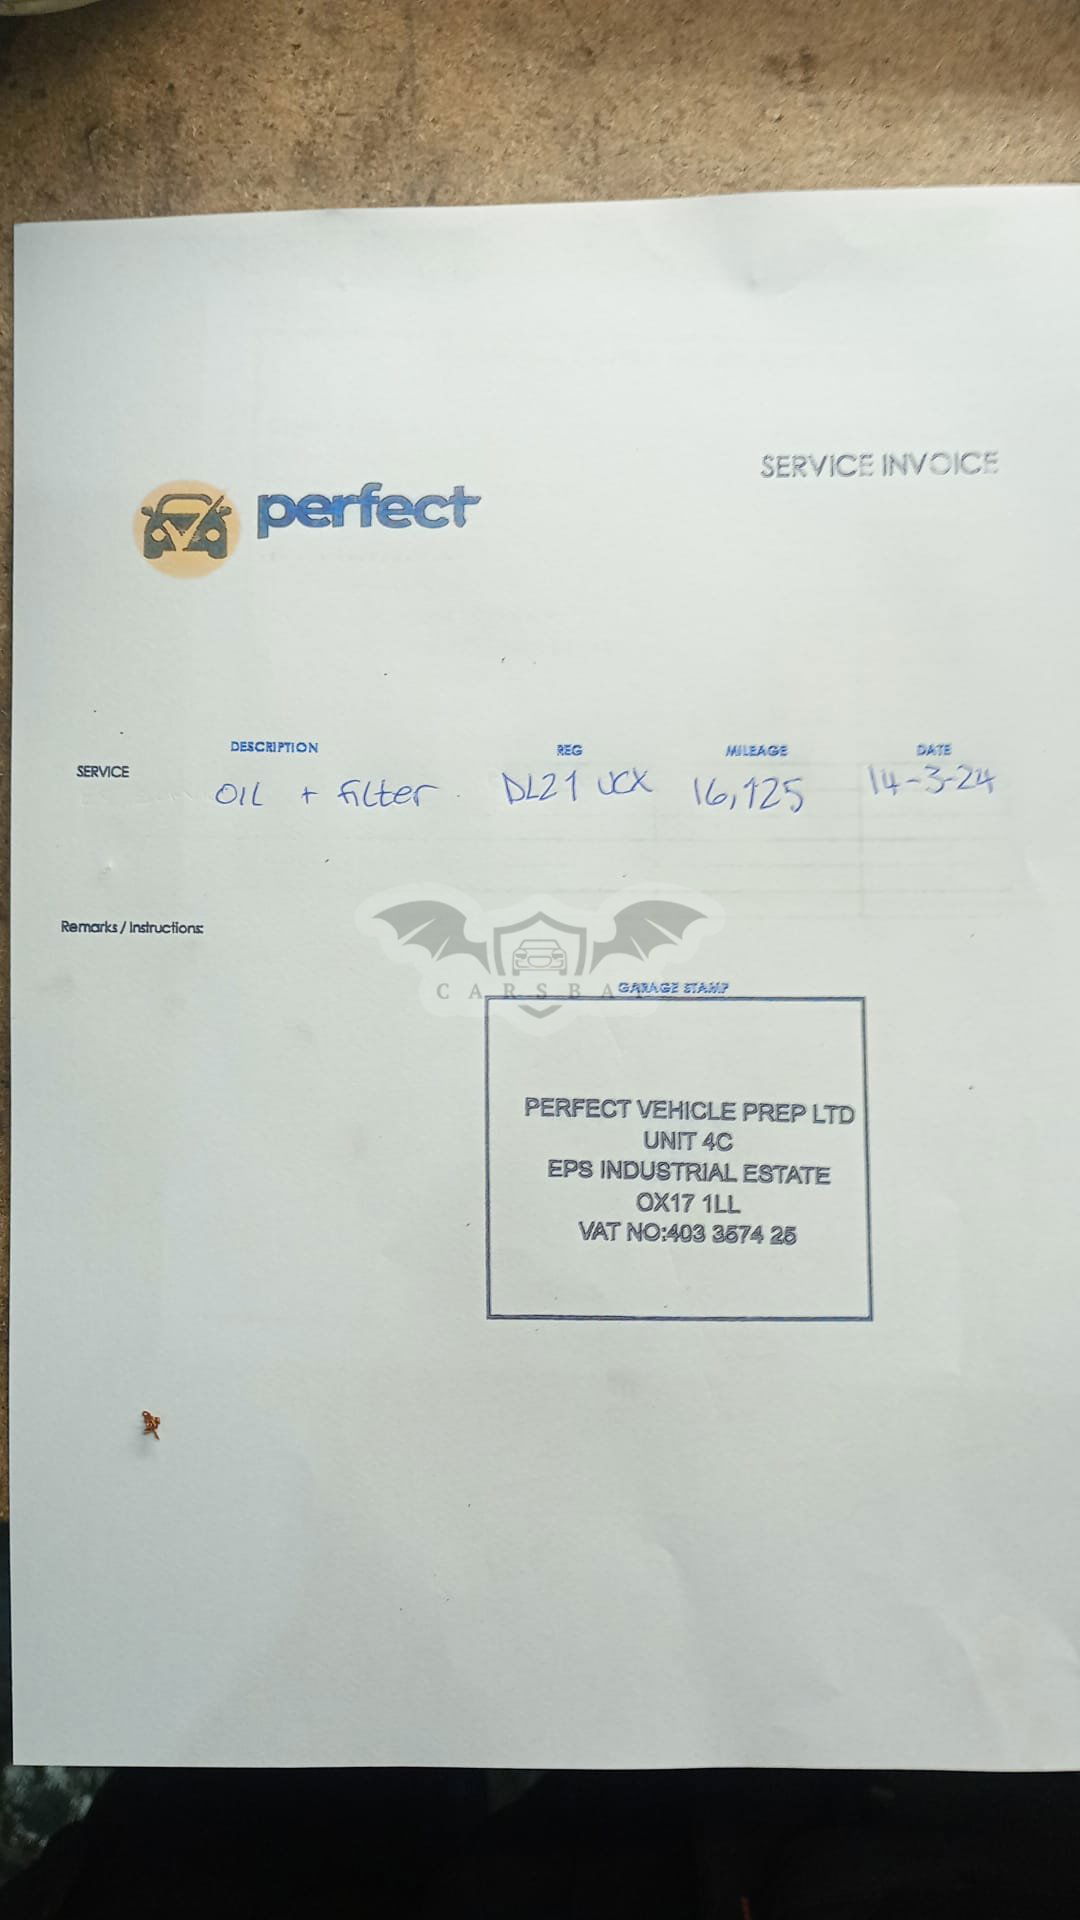 SERVICE INVOICE
perfect
DESCRIPTION REG MILEAGE DATE
SERVICE
OIL + filter DL21 UCX 16,125 14-3-24
Remarks / Instructions:
CARSBAT
GARAGE STAMP
PERFECT VEHICLE PREP LTD
UNIT 4C
EPS INDUSTRIAL ESTATE
OX17 1LL
VAT NO:403 3574 25